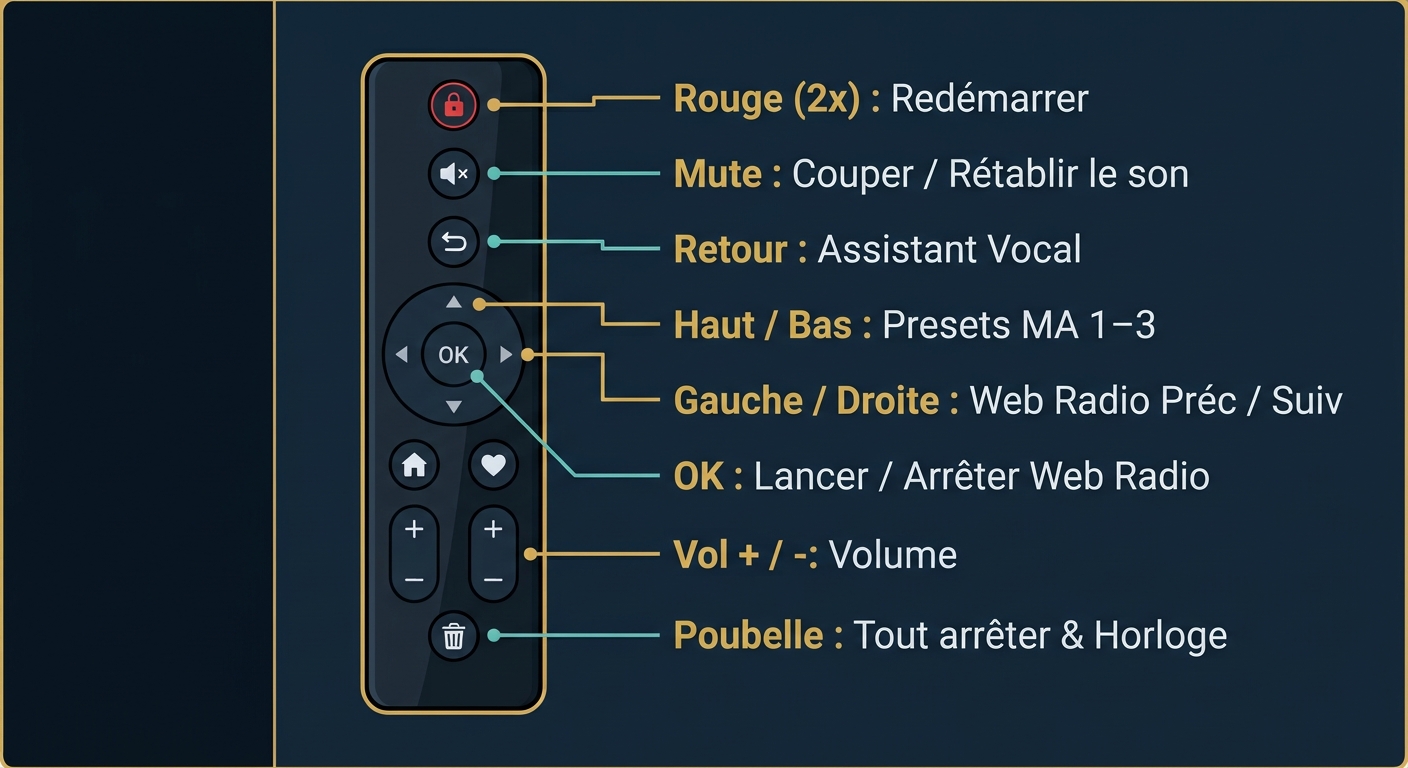 Rouge (2x) : Redémarrer
Mute : Couper / Rétablir le son
Retour : Assistant Vocal
Haut / Bas : Presets MA 1–3
OK
Gauche / Droite : Web Radio Préc / Suiv
OK : Lancer / Arrêter Web Radio
+ +
Vol + / -: Volume
− −
Poubelle : Tout arrêter & Horloge